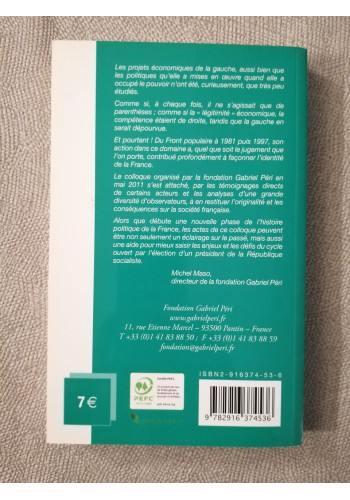 Les projets économiques de la gauche, aussi bien que
les politiques qu'elle a mises en œuvre quand elle a
occupé le pouvoir n'ont été, curieusement, que très peu
étudiés.
Comme si, à chaque fois, il ne s'agissait que de
parenthèses ; comme si la « légitimité » économique, la
compétence étaient de droite, tandis que la gauche en
serait dépourvue.
Et pourtant ! Du Front populaire à 1981 puis 1997, son
action dans ce domaine a, quel que soit le jugement que
l'on porte, contribué profondément à façonner l'identité
de la France.
Le colloque organisé par la fondation Gabriel Péri en
mai 2011 s'est attaché, par les témoignages directs
de certains acteurs et les analyses d'une grande
diversité d'observateurs, à en restituer l'originalité et les
conséquences sur la société française.
Alors que débute une nouvelle phase de l'histoire
politique de la France, les actes de ce colloque peuvent
être non seulement un éclairage sur le passé, mais aussi
une aide pour mieux saisir les enjeux et les défis du cycle
ouvert par l'élection d'un président de la République
socialiste.
Michel Maso,
directeur de la fondation Gabriel Péri
Fondation Gabriel Péri
www.gabrielperi.fr
11, rue Etienne Marcel – 93500 Pantin – France
T +33 (0)1 41 83 88 50 | F +33 (0)1 41 83 88 59
fondation@gabrielperi.fr
ISBN2-916374-53-6
7 €
PEFC
9 782916 374536